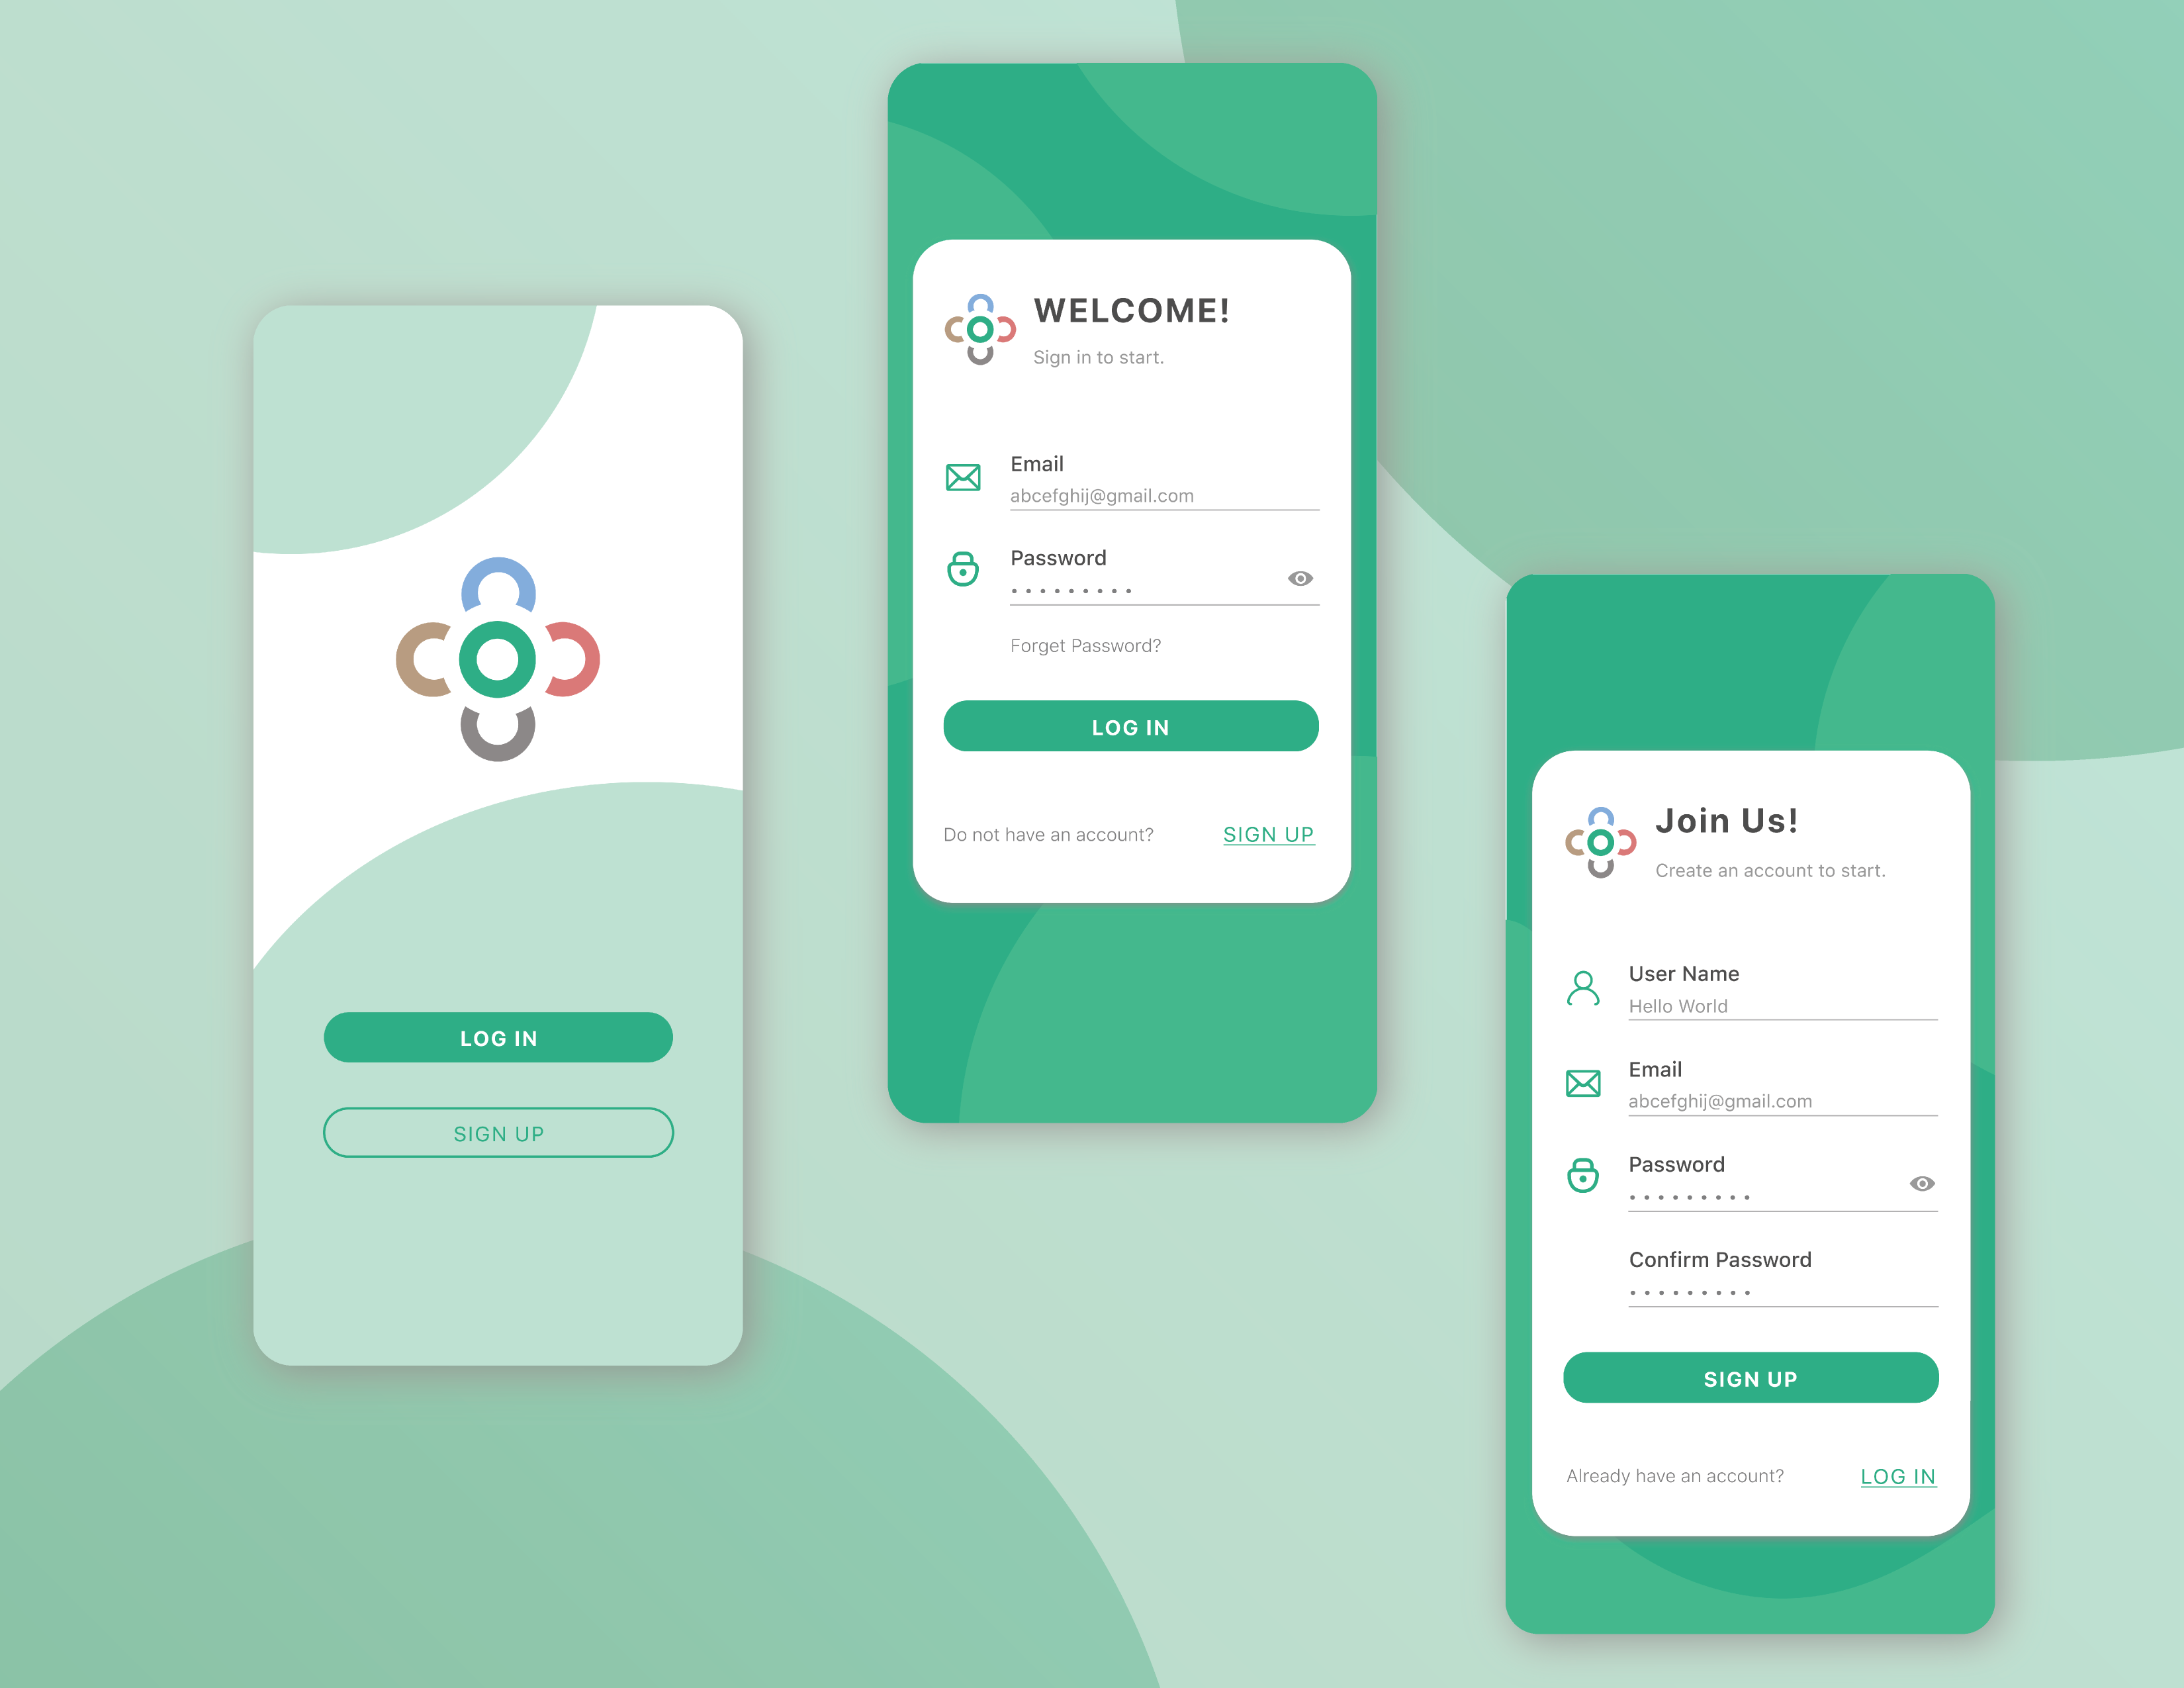 LOG IN
SIGN UP
WELCOME!
Sign in to start.
Email
abcefghij@gmail.com
Password
• • • • • • • • •
Forget Password?
LOG IN
Do not have an account? SIGN UP
Join Us!
Create an account to start.
User Name
Hello World
Email
abcefghij@gmail.com
Password
• • • • • • • • •
Confirm Password
• • • • • • • • •
SIGN UP
Already have an account? LOG IN